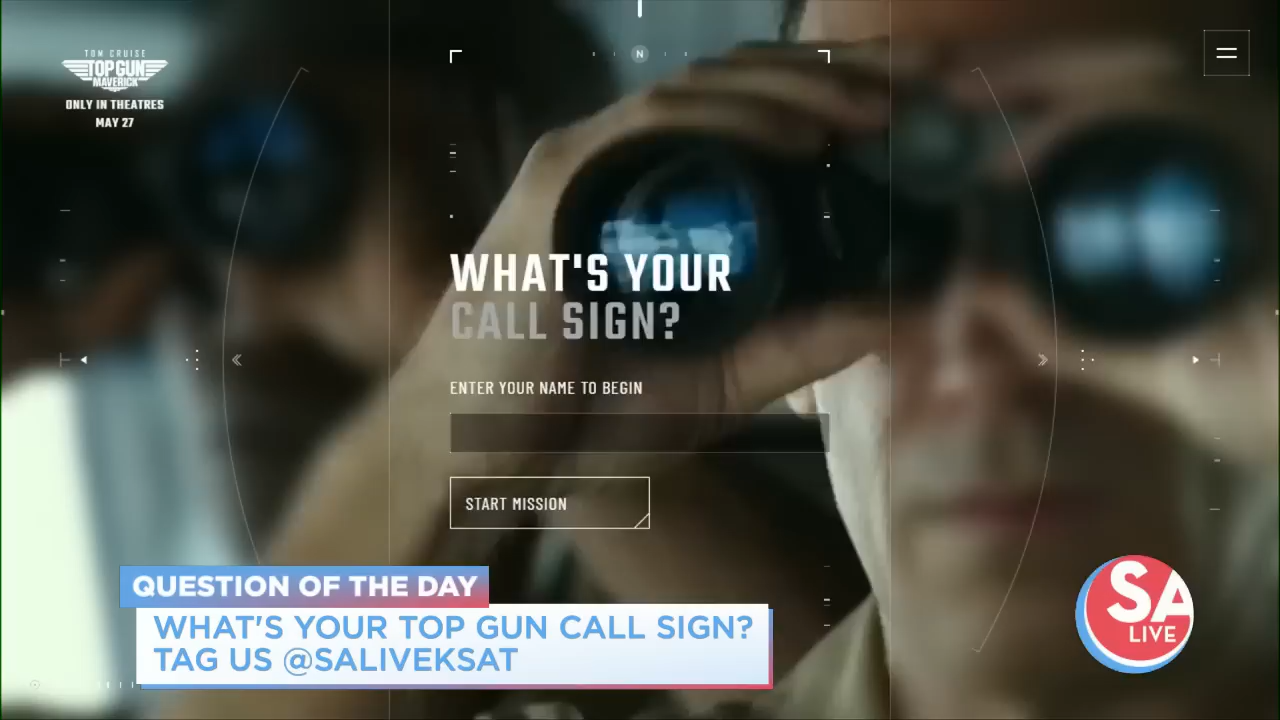 TOM CRUISE
TOP GUN
MAVERICK
ONLY IN THEATRES
MAY 27
N
WHAT'S YOUR
CALL SIGN?
ENTER YOUR NAME TO BEGIN
START MISSION
QUESTION OF THE DAY
WHAT'S YOUR TOP GUN CALL SIGN?
TAG US @SALIVEKSAT
SA
LIVE